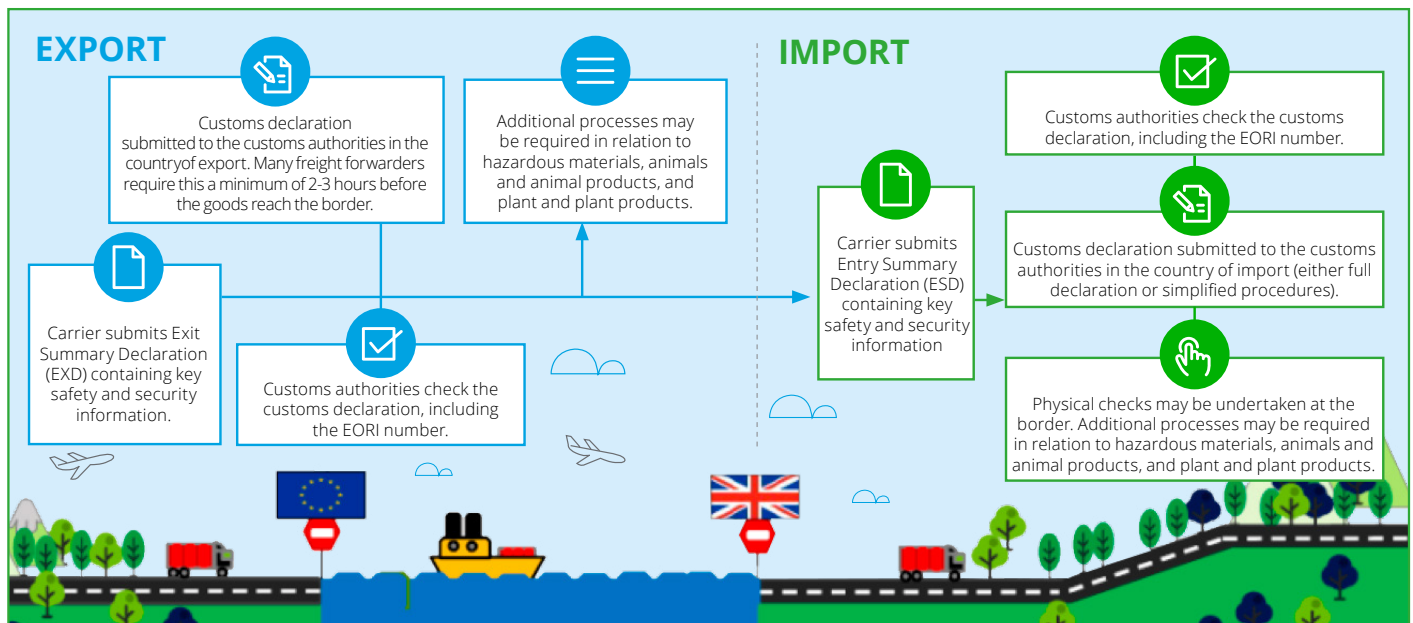 EXPORT
Customs declaration
submitted to the customs authorities in the
countryof export. Many freight forwarders
require this a minimum of 2-3 hours before
the goods reach the border.
Additional processes may
be required in relation to
hazardous materials, animals
and animal products, and
plant and plant products.
Carrier submits Exit
Summary Declaration
(EXD) containing key
safety and security
information.
Customs authorities check the
customs declaration, including
the EORI number.
IMPORT
Carrier submits
Entry Summary
Declaration (ESD)
containing key
safety and security
information
Customs authorities check the customs
declaration, including the EORI number.
Customs declaration submitted to the customs
authorities in the country of import (either full
declaration or simplified procedures).
Physical checks may be undertaken at the
border. Additional processes may be required
in relation to hazardous materials, animals and
animal products, and plant and plant products.